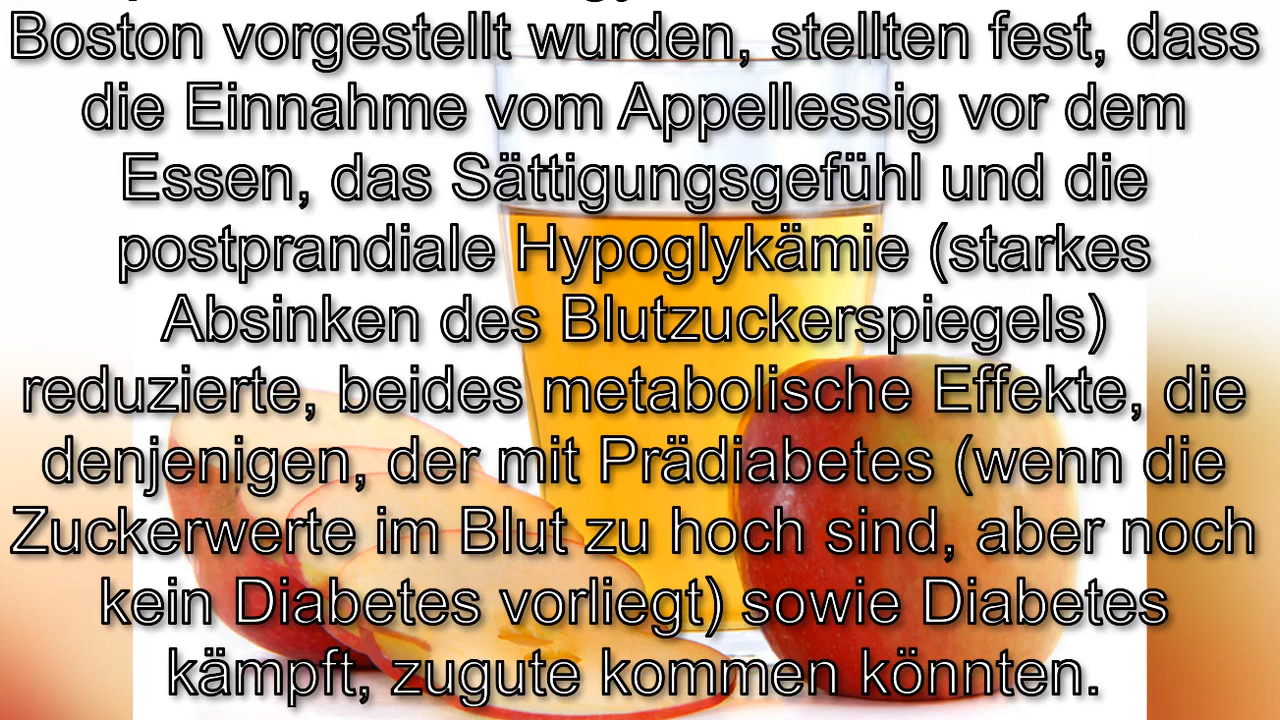 Boston vorgestellt wurden, stellten fest, dass
die Einnahme vom Appellessig vor dem
Essen, das Sättigungsgefühl und die
postprandiale Hypoglykämie (starkes
Absinken des Blutzuckerspiegels)
reduzierte, beides metabolische Effekte, die
denjenigen, der mit Prädiabetes (wenn die
Zuckerwerte im Blut zu hoch sind, aber noch
kein Diabetes vorliegt) sowie Diabetes
kämpft, zugute kommen könnten.